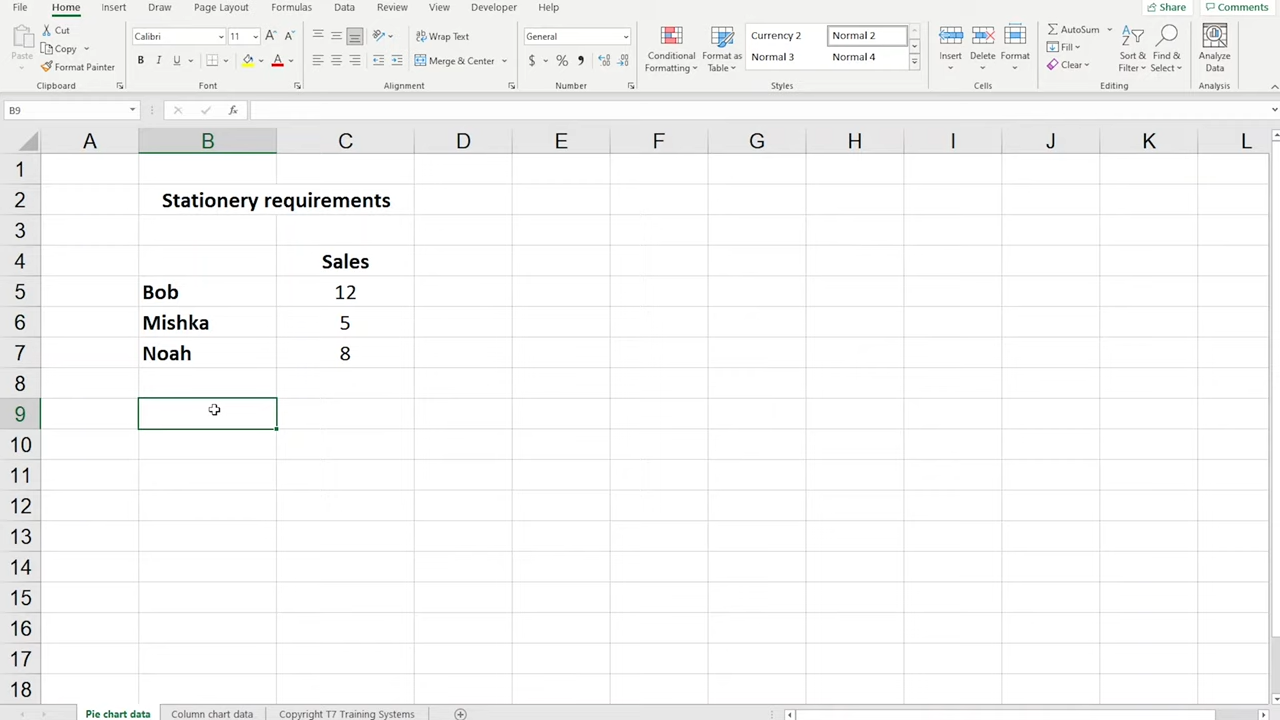 File Home Insert Draw Page Layout Formulas Data Review View Developer Help Share Comments
Cut Calibri 11 Wrap Text General Currency 2 Normal 2 AutoSum
Copy Fill
Paste Format Painter Merge & Center Conditional Formatting Format as Table Normal 3 Normal 4 Insert Delete Format Clear Sort & Filter Find & Select Analyze Data
Clipboard Font Alignment Number Styles Cells Editing Analysis
B9 fx
A B C D E F G H I J K L
1
2 Stationery requirements
3
4 Sales
5 Bob 12
6 Mishka 5
7 Noah 8
8
9
10
11
12
13
14
15
16
17
18
Pie chart data Column chart data Copyright T7 Training Systems